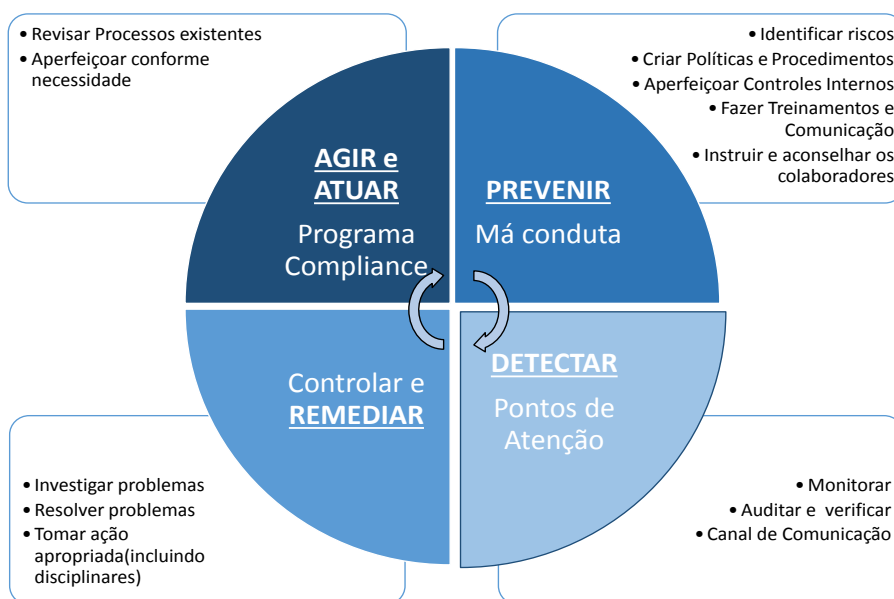 • Revisar Processos existentes
• Aperfeiçoar conforme
necessidade
• Identificar riscos
• Criar Políticas e Procedimentos
• Aperfeiçoar Controles Internos
• Fazer Treinamentos e
Comunicação
• Instruir e aconselhar os
colaboradores
AGIR e
ATUAR
Programa
Compliance
PREVENIR
Má conduta
Controlar e
REMEDIAR
DETECTAR
Pontos de
Atenção
• Investigar problemas
• Resolver problemas
• Tomar ação
apropriada(incluindo
disciplinares)
• Monitorar
• Auditar e verificar
• Canal de Comunicação